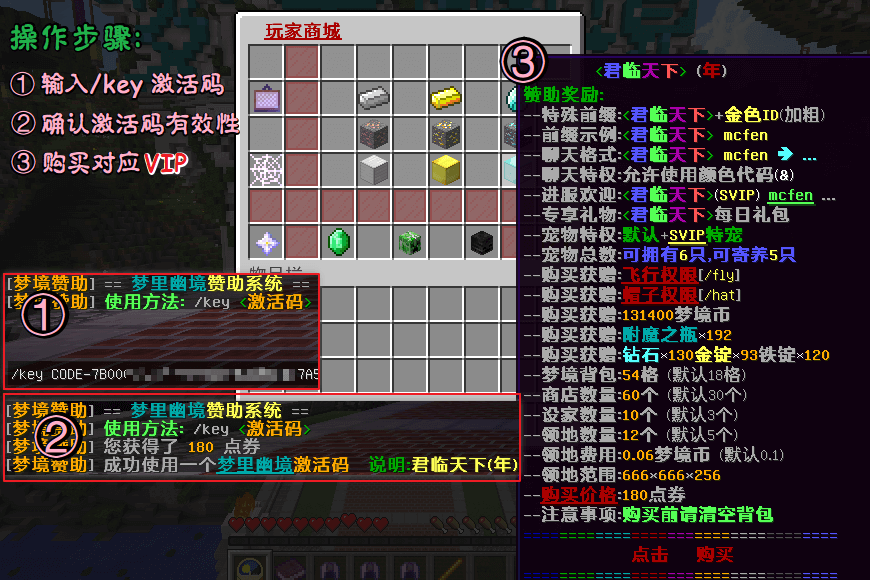 操作步骤:
① 输入/key 激活码
② 确认激活码有效性
③ 购买对应VIP
玩家商城
①
[梦境赞助] == 梦里幽境赞助系统 ==
[梦境赞助] 使用方法: /key <激活码>
/key CODE-7B00 7A5
②
[梦境赞助] == 梦里幽境赞助系统 ==
[梦境赞助] 使用方法: /key <激活码>
[梦境赞助] 您获得了 180 点券
[梦境赞助] 成功使用一个梦里幽境激活码 说明:君临天下(年)
③
<君临天下> (年)
赞助奖励:
--特殊前缀:<君临天下>+金色ID(加粗)
--前缀示例:<君临天下> mcfen
--聊天格式:<君临天下> mcfen → ...
--聊天特权:允许使用颜色代码(&)
--进服欢迎:<君临天下>(SVIP) mcfen ...
--专享礼物:<君临天下>每日礼包
--宠物特权:默认+SVIP特宠
--宠物总数:可拥有6只,可寄养5只
--购买获赠:飞行权限[/fly]
--购买获赠:帽子权限[/hat]
--购买获赠:131400梦境币
--购买获赠:附魔之瓶×192
--购买获赠:钻石×130金锭×93铁锭×120
--梦境背包:54格 (默认18格)
--商店数量:60个 (默认30个)
--设家数量:10个 (默认3个)
--领地数量:12个 (默认5个)
--领地费用:0.06梦境币 (默认0.1)
--领地范围:666×666×256
--购买价格:180点券
--注意事项:购买前请清空背包
点击 购买